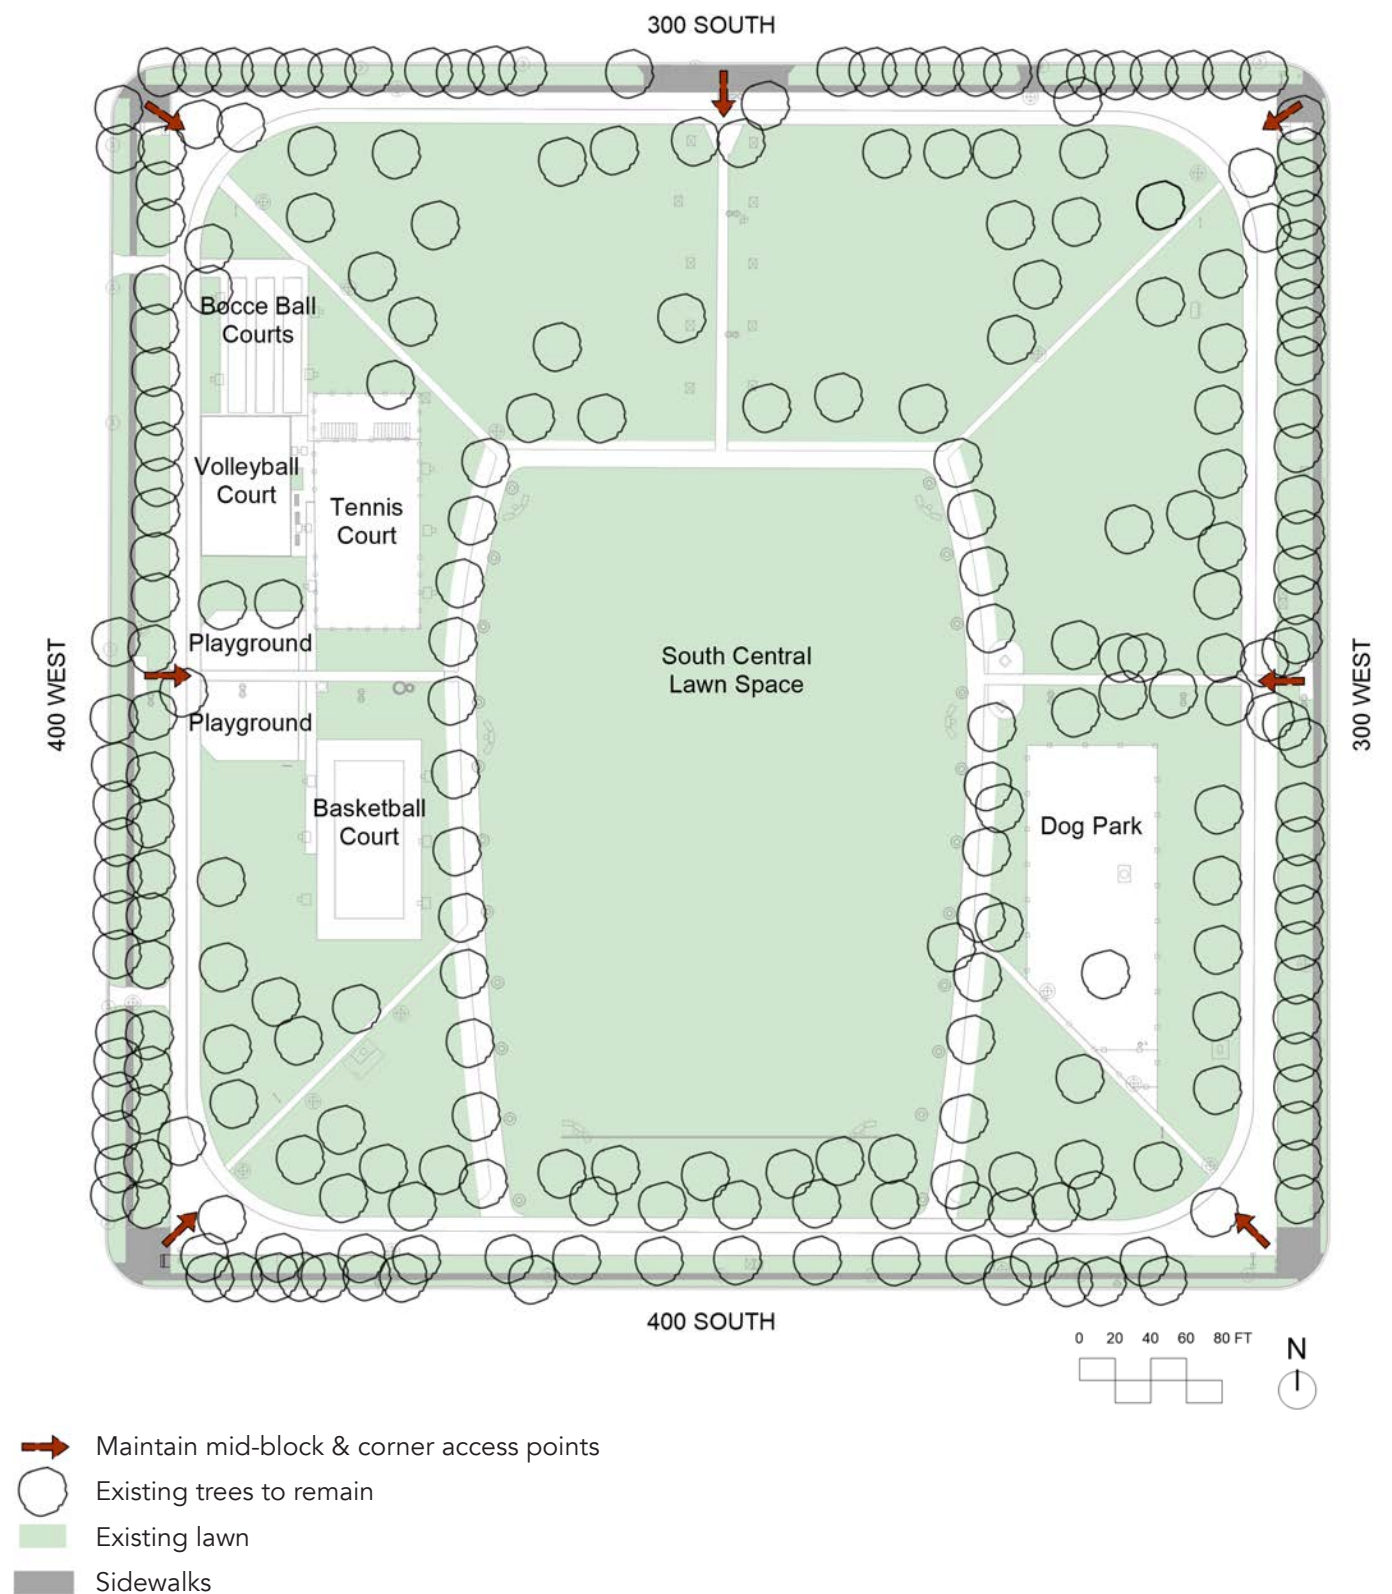 300 SOUTH
Bocce Ball
Courts
Volleyball
Court
Tennis
Court
Playground
South Central
Lawn Space
400 WEST
300 WEST
Playground
Basketball
Court
Dog Park
400 SOUTH
0 20 40 60 80 FT
N
Maintain mid-block & corner access points
Existing trees to remain
Existing lawn
Sidewalks